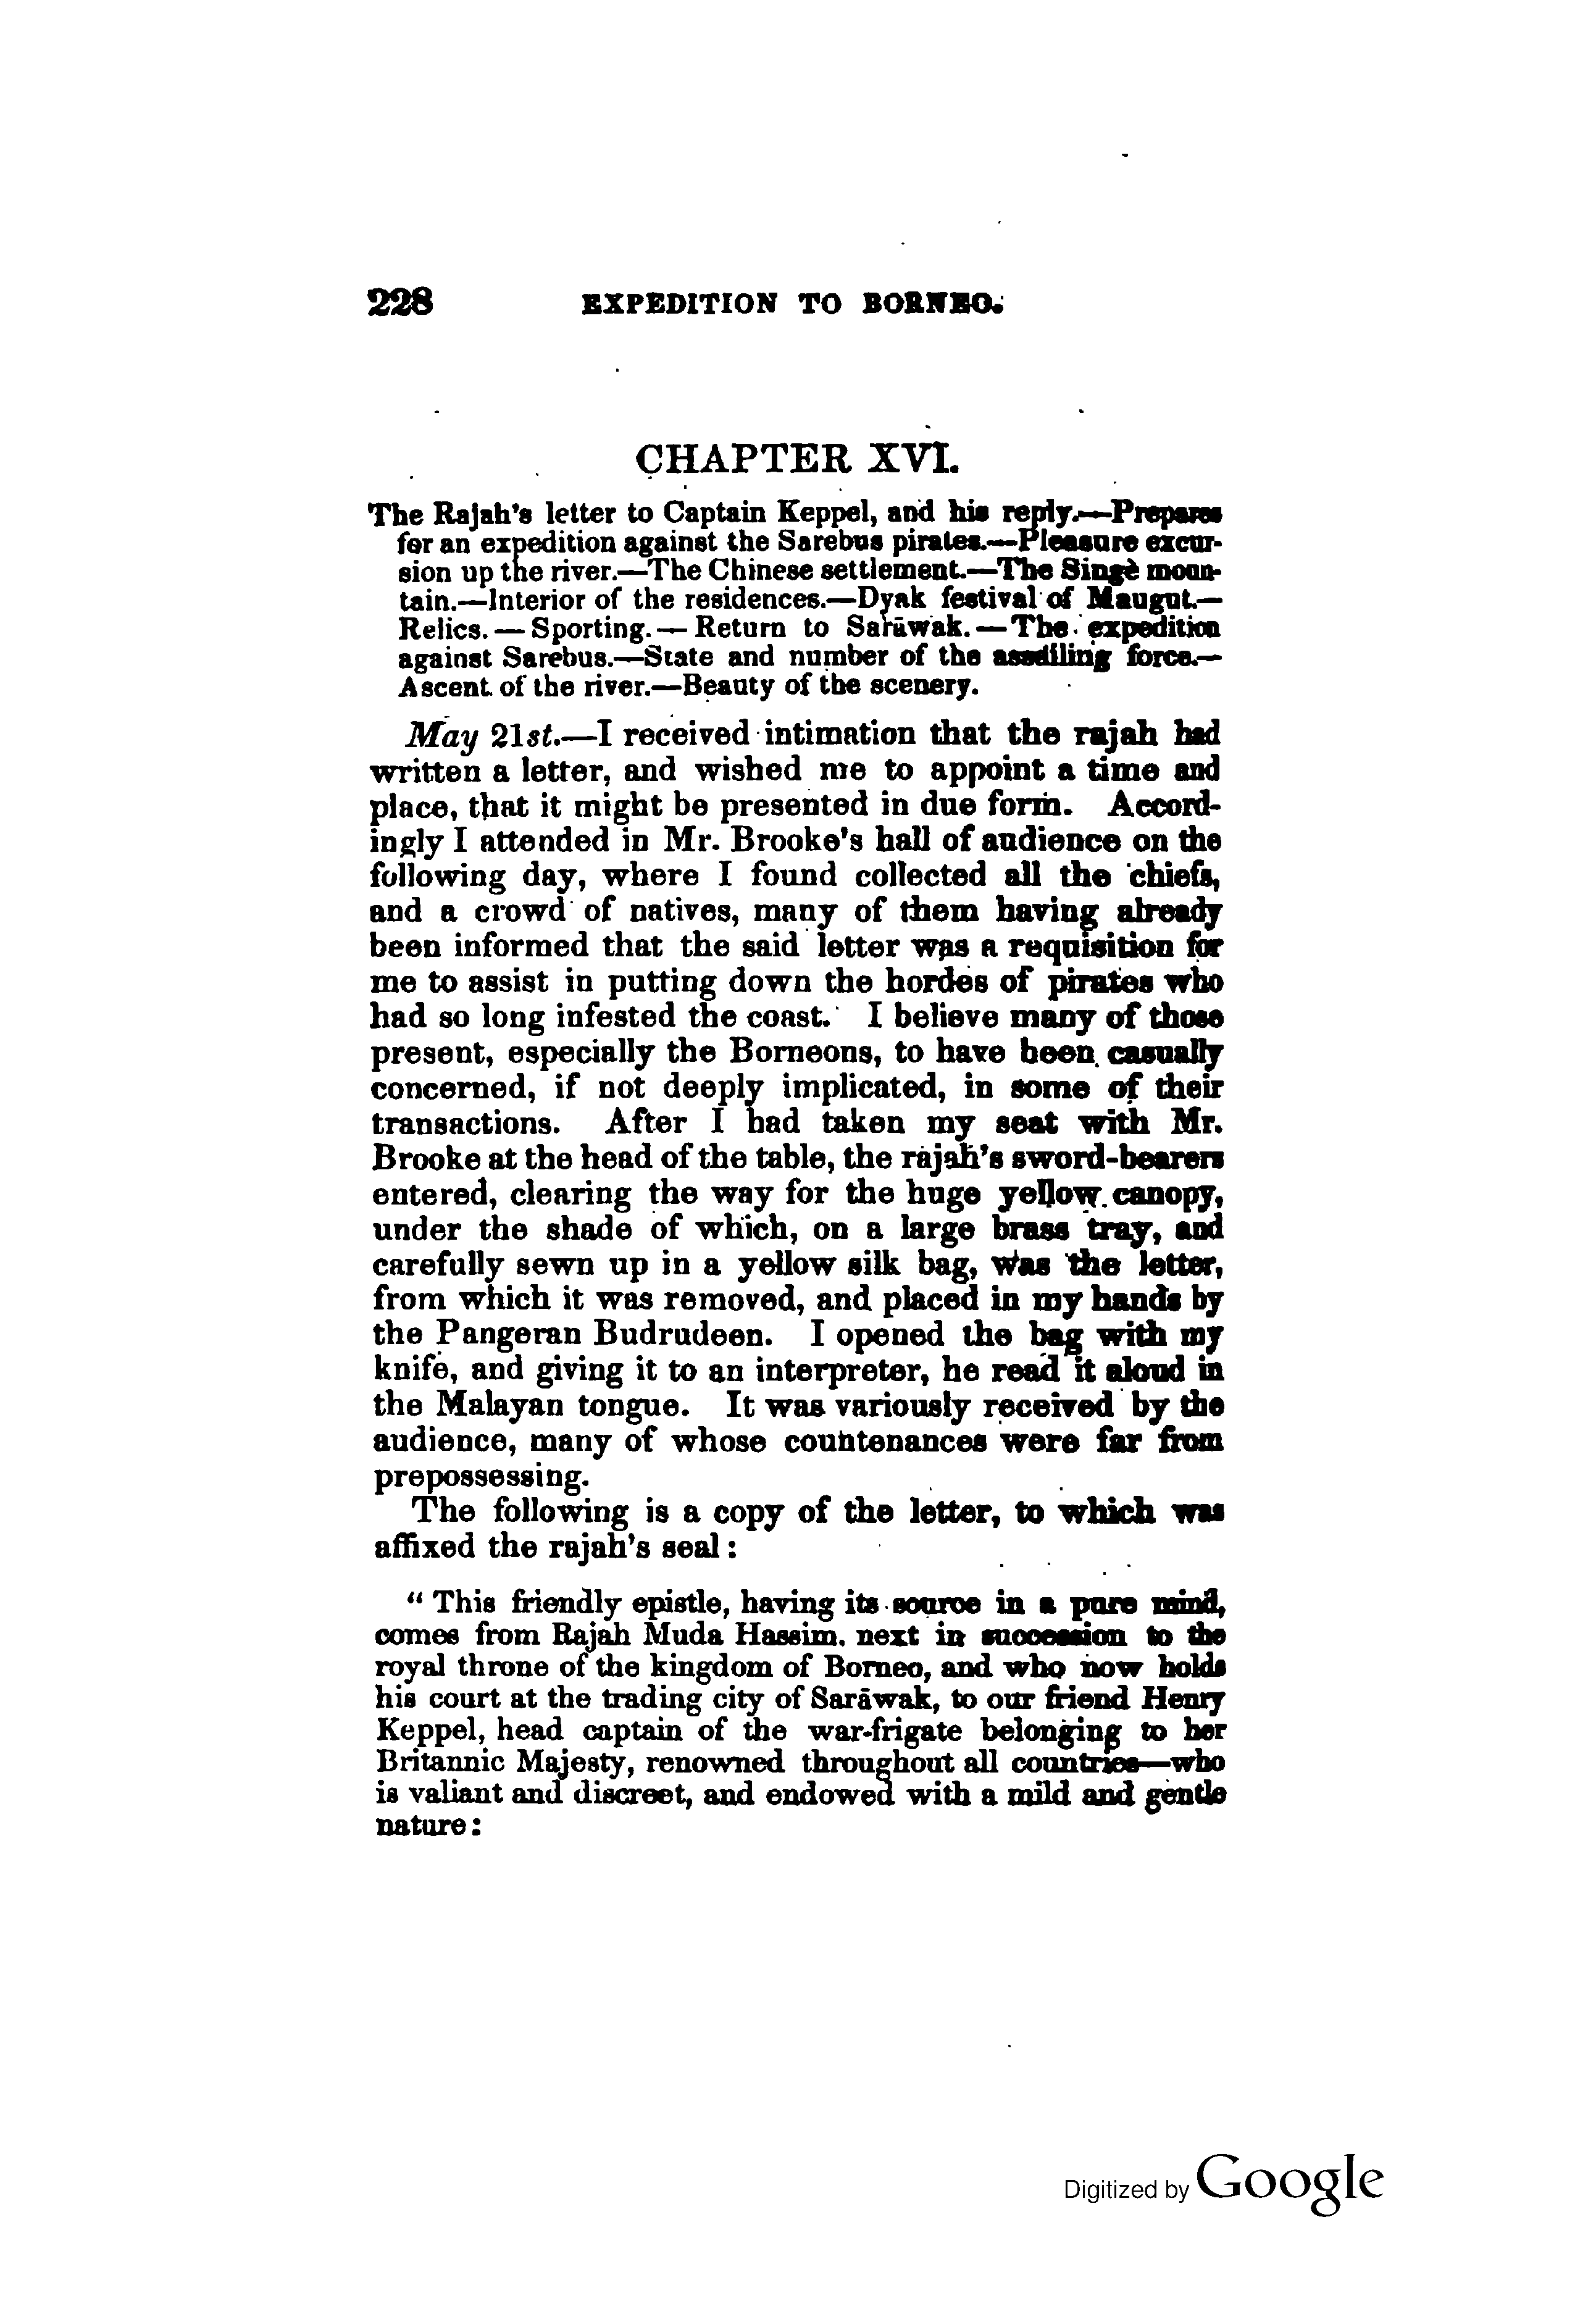 228 EXPEDITION TO BORNEO.
CHAPTER XVI.
The Rajah's letter to Captain Keppel, and his reply.—Prepares
for an expedition against the Sarebus pirates.—Pleasure excur-
sion up the river.—The Chinese settlement.—The Singè moun-
tain.—Interior of the residences.—Dyak festival of Maugut.—
Relics.—Sporting.—Return to Sarāwak.—The expedition
against Sarebus.—State and number of the assailing force.—
Ascent of the river.—Beauty of the scenery.
May 21st.—I received intimation that the rajah had
written a letter, and wished me to appoint a time and
place, that it might be presented in due form. Accord-
ingly I attended in Mr. Brooke's hall of audience on the
following day, where I found collected all the chiefs,
and a crowd of natives, many of them having already
been informed that the said letter was a requisition for
me to assist in putting down the hordes of pirates who
had so long infested the coast. I believe many of those
present, especially the Borneons, to have been casually
concerned, if not deeply implicated, in some of their
transactions. After I had taken my seat with Mr.
Brooke at the head of the table, the rajah's sword-bearers
entered, clearing the way for the huge yellow canopy,
under the shade of which, on a large brass tray, and
carefully sewn up in a yellow silk bag, was the letter,
from which it was removed, and placed in my hands by
the Pangeran Budrudeen. I opened the bag with my
knife, and giving it to an interpreter, he read it aloud in
the Malayan tongue. It was variously received by the
audience, many of whose countenances were far from
prepossessing.
The following is a copy of the letter, to which was
affixed the rajah's seal:
"This friendly epistle, having its source in a pure mind,
comes from Rajah Muda Hassim, next in succession to the
royal throne of the kingdom of Borneo, and who now holds
his court at the trading city of Sarāwak, to our friend Henry
Keppel, head captain of the war-frigate belonging to her
Britannic Majesty, renowned throughout all countries—who
is valiant and discreet, and endowed with a mild and gentle
nature:
Digitized by Google